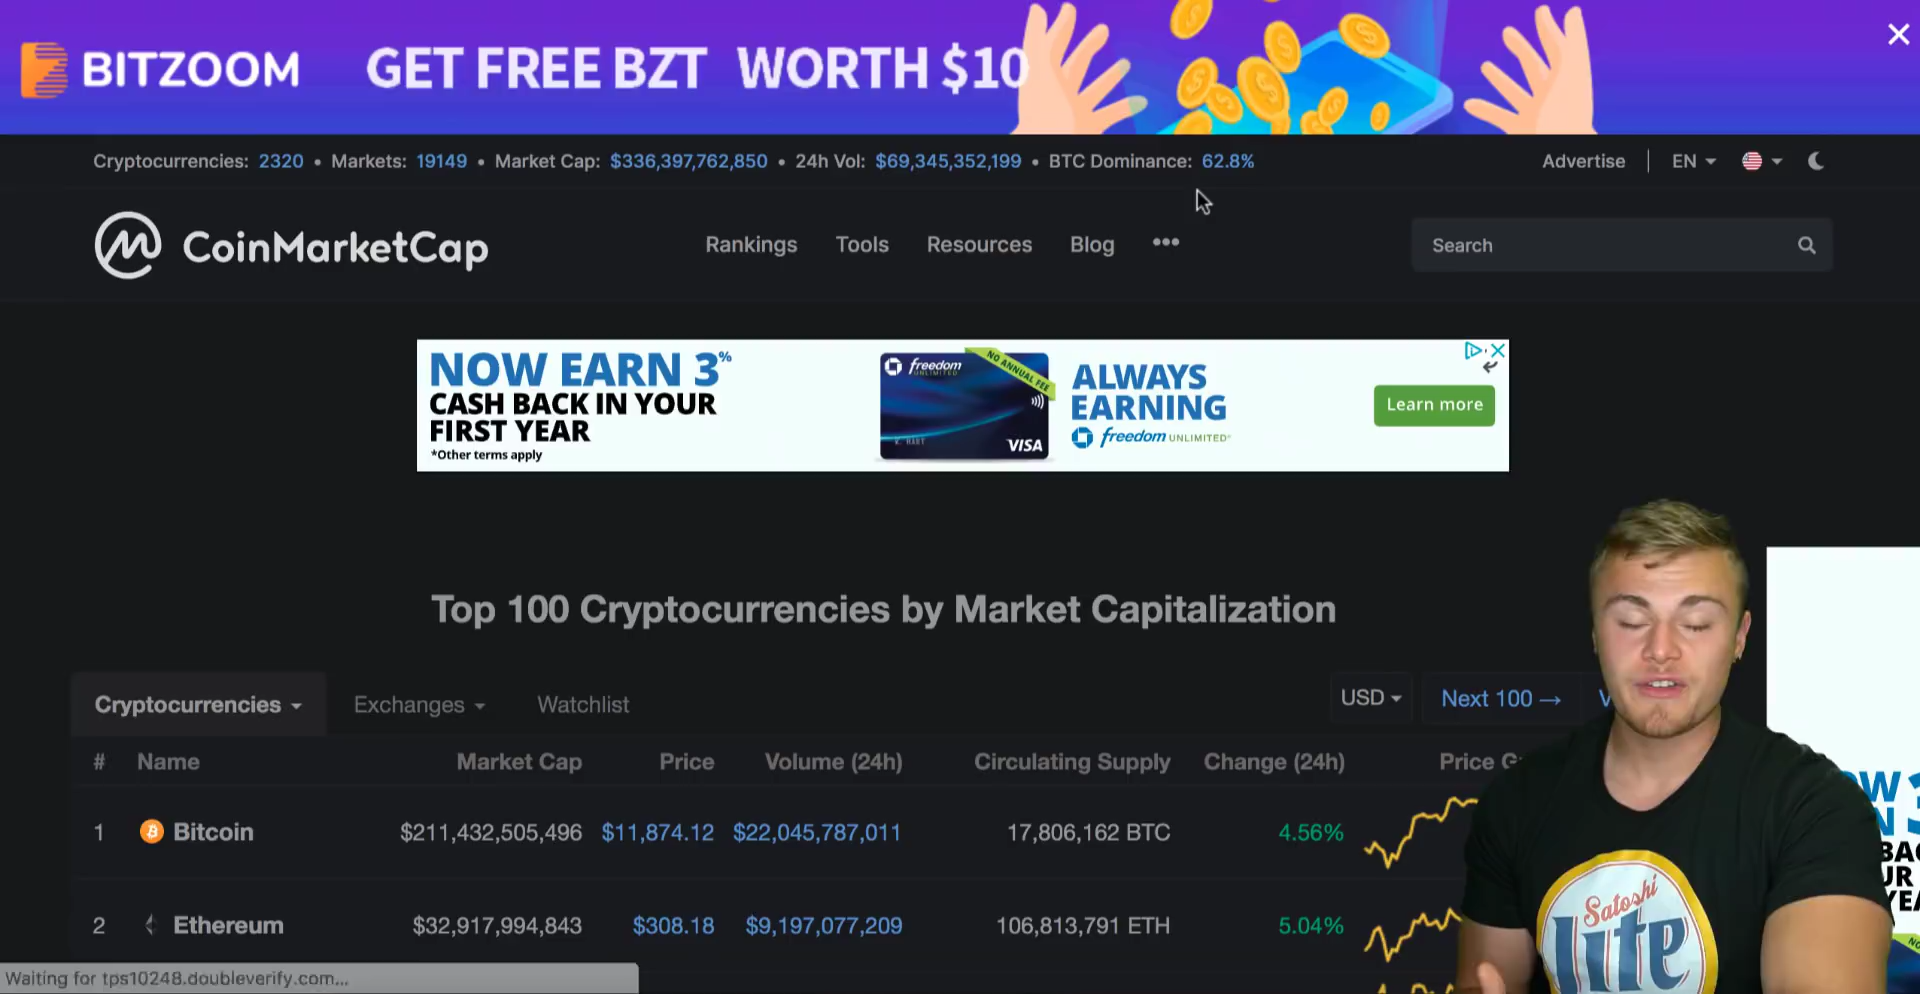 BITZOOM GET FREE BZT WORTH $10
Cryptocurrencies: 2320 • Markets: 19149 • Market Cap: $336,397,762,850 • 24h Vol: $69,345,352,199 • BTC Dominance: 62.8% Advertise EN
CoinMarketCap Rankings Tools Resources Blog ••• Search
NOW EARN 3%
CASH BACK IN YOUR
FIRST YEAR
*Other terms apply
freedom
UNLIMITED
NO ANNUAL FEE
VISA
ALWAYS
EARNING
freedom UNLIMITED
Learn more
Top 100 Cryptocurrencies by Market Capitalization
Cryptocurrencies Exchanges Watchlist USD Next 100 →
# Name Market Cap Price Volume (24h) Circulating Supply Change (24h) Price G
1 Bitcoin $211,432,505,496 $11,874.12 $22,045,787,011 17,806,162 BTC 4.56%
2 Ethereum $32,917,994,843 $308.18 $9,197,077,209 106,813,791 ETH 5.04%
Satoshi
lite
Waiting for tps10248.doubleverify.com...